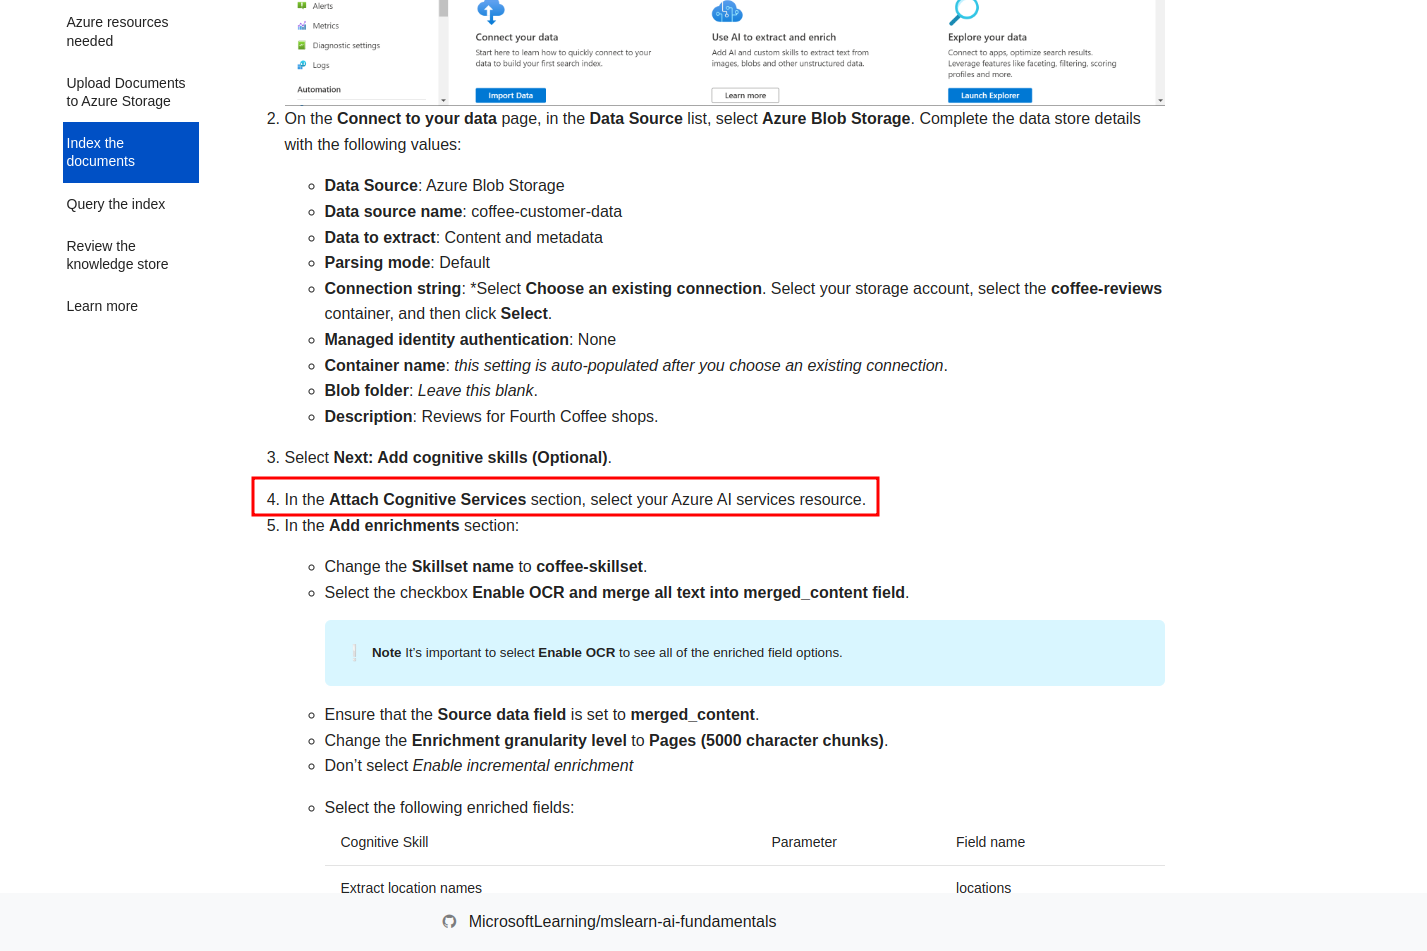 Azure resources
needed
Upload Documents
to Azure Storage
Index the
documents
Query the index
Review the
knowledge store
Learn more
Alerts
Metrics
Diagnostic settings
Logs
Automation
Connect your data
Start here to learn how to quickly connect to your
data to build your first search index.
Import Data
Use AI to extract and enrich
Add AI and custom skills to extract text from
images, blobs and other unstructured data.
Learn more
Explore your data
Connect to apps, optimize search results.
Leverage features like faceting, filtering, scoring
profiles and more.
Launch Explorer
2. On the Connect to your data page, in the Data Source list, select Azure Blob Storage. Complete the data store details
with the following values:
Data Source: Azure Blob Storage
Data source name: coffee-customer-data
Data to extract: Content and metadata
Parsing mode: Default
Connection string: *Select Choose an existing connection. Select your storage account, select the coffee-reviews
container, and then click Select.
Managed identity authentication: None
Container name: this setting is auto-populated after you choose an existing connection.
Blob folder: Leave this blank.
Description: Reviews for Fourth Coffee shops.
3. Select Next: Add cognitive skills (Optional).
4. In the Attach Cognitive Services section, select your Azure AI services resource.
5. In the Add enrichments section:
Change the Skillset name to coffee-skillset.
Select the checkbox Enable OCR and merge all text into merged_content field.
❕ Note It’s important to select Enable OCR to see all of the enriched field options.
Ensure that the Source data field is set to merged_content.
Change the Enrichment granularity level to Pages (5000 character chunks).
Don’t select Enable incremental enrichment
Select the following enriched fields:
Cognitive Skill Parameter Field name
Extract location names locations
MicrosoftLearning/mslearn-ai-fundamentals